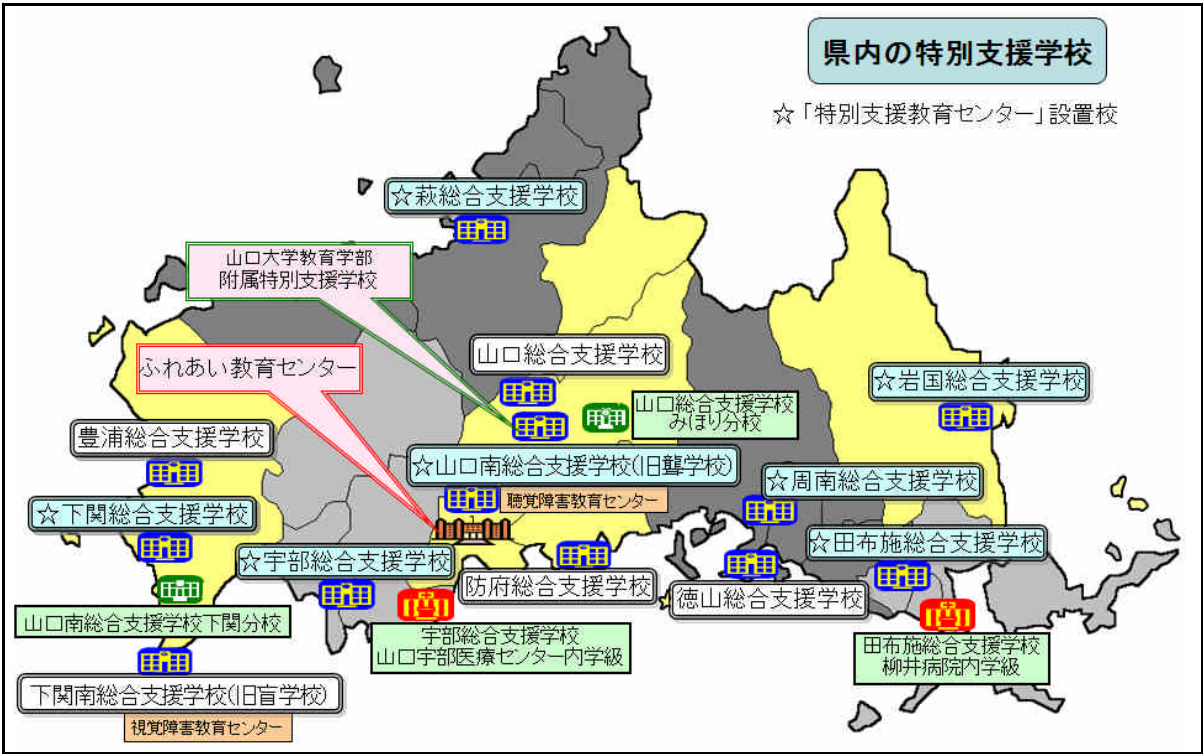 県内の特別支援学校
☆「特別支援教育センター」設置校
☆萩総合支援学校
山口大学教育学部
附属特別支援学校
ふれあい教育センター
山口総合支援学校
山口総合支援学校
みほり分校
☆岩国総合支援学校
豊浦総合支援学校
☆山口南総合支援学校(旧聾学校)
聴覚障害教育センター
☆周南総合支援学校
☆下関総合支援学校
☆田布施総合支援学校
☆宇部総合支援学校
防府総合支援学校
徳山総合支援学校
山口南総合支援学校下関分校
宇部総合支援学校
山口宇部医療センター内学級
田布施総合支援学校
柳井病院内学級
下関南総合支援学校(旧盲学校)
視覚障害教育センター